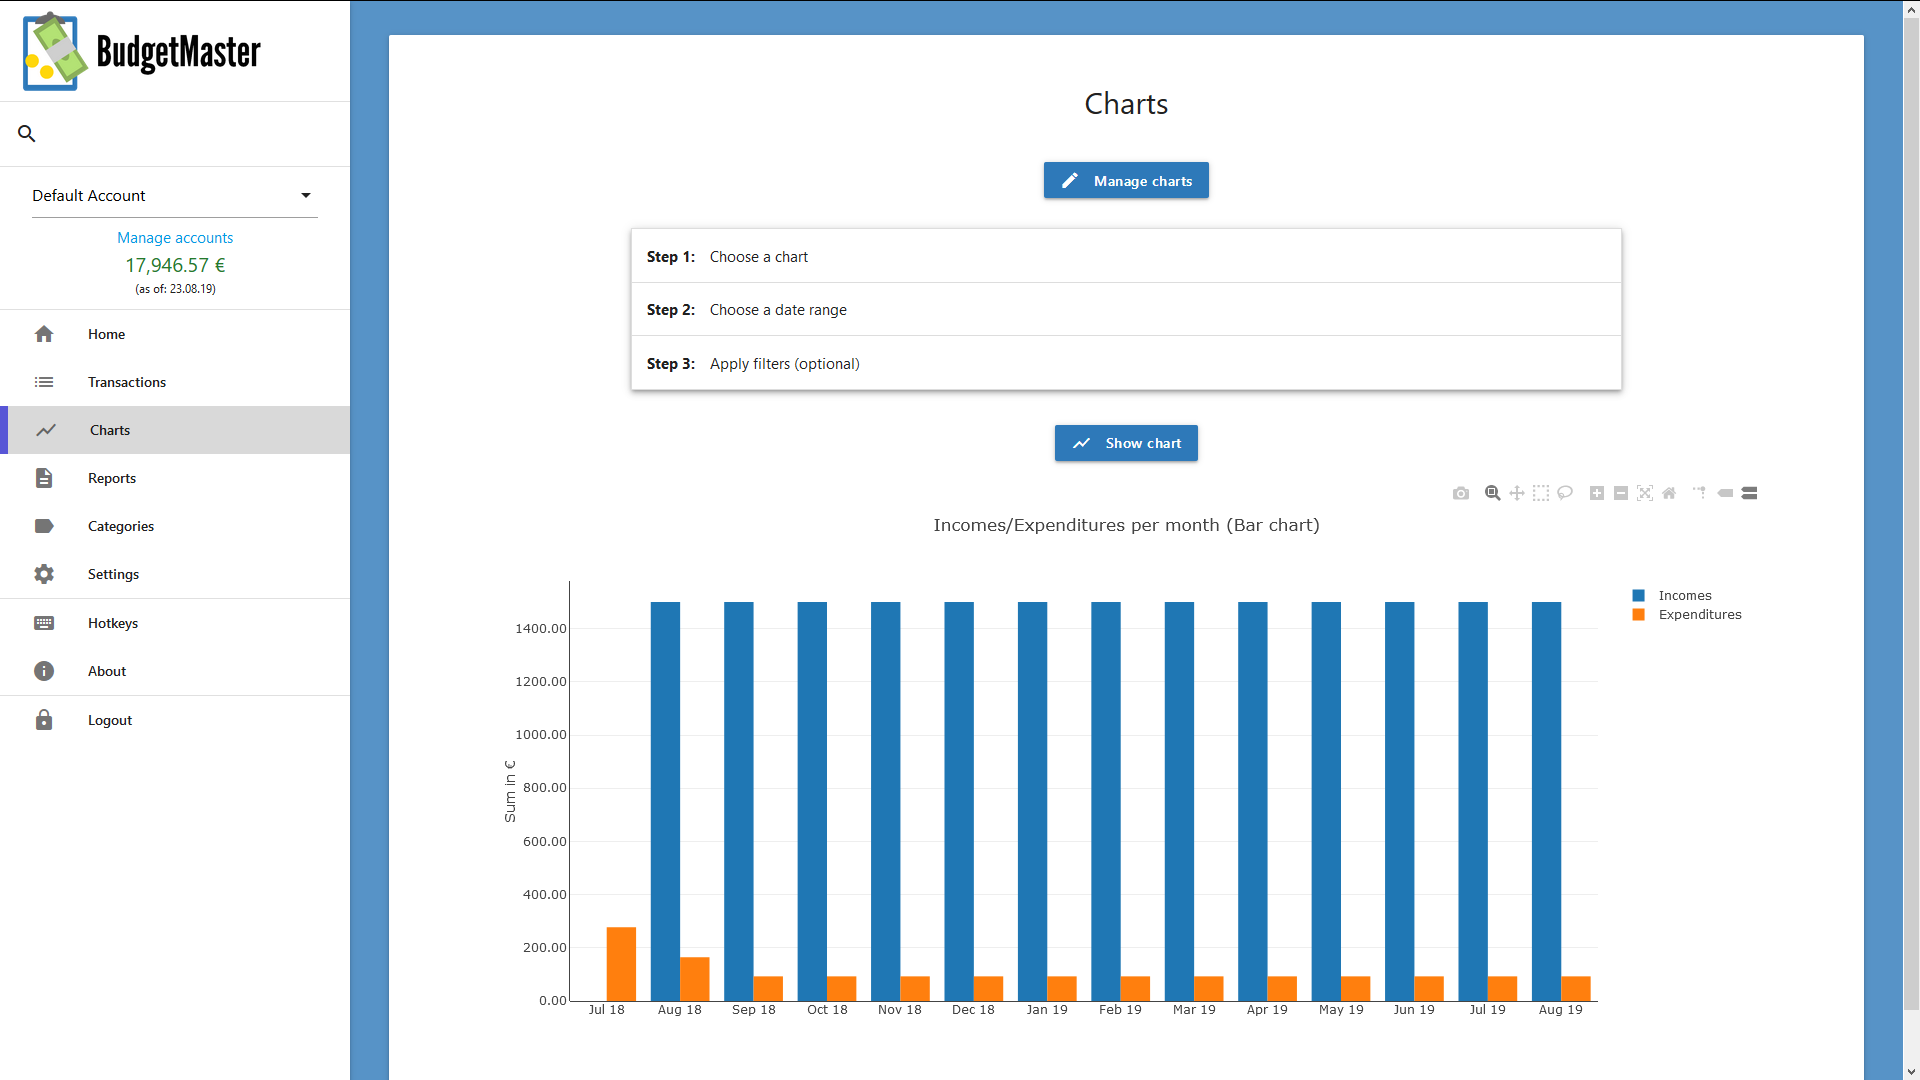 BudgetMaster
Default Account
Manage accounts
17,946.57 €
(as of: 23.08.19)
Home
Transactions
Charts
Reports
Categories
Settings
Hotkeys
About
Logout
Charts
Manage charts
Step 1: Choose a chart
Step 2: Choose a date range
Step 3: Apply filters (optional)
Show chart
Incomes/Expenditures per month (Bar chart)
Incomes
Expenditures
Sum in €
1400.00
1200.00
1000.00
800.00
600.00
400.00
200.00
0.00
Jul 18 Aug 18 Sep 18 Oct 18 Nov 18 Dec 18 Jan 19 Feb 19 Mar 19 Apr 19 May 19 Jun 19 Jul 19 Aug 19